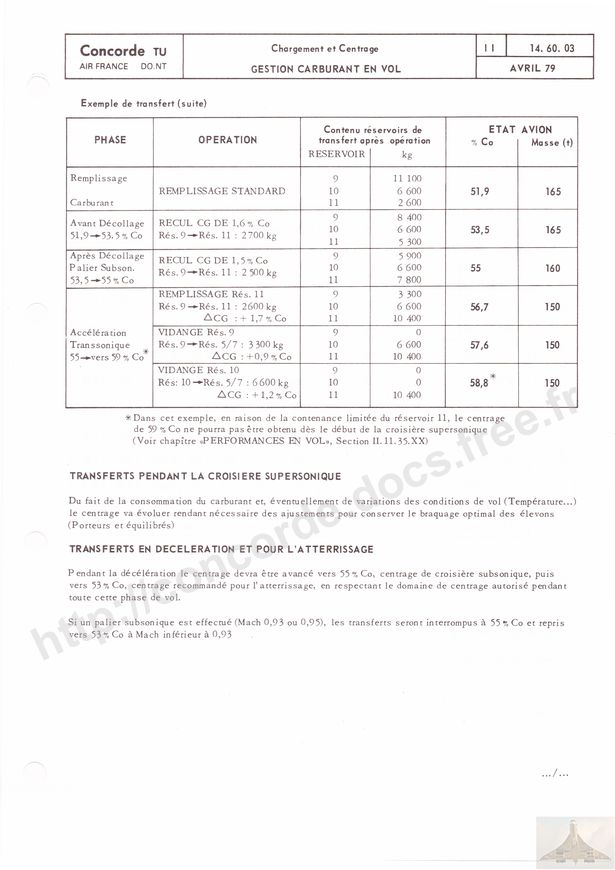 Concorde TU
AIR FRANCE DO.NT
Chargement et Centrage
GESTION CARBURANT EN VOL
II
14. 60. 03
AVRIL 79
Exemple de transfert (suite)
PHASE
OPERATION
Contenu réservoirs de
transfert après opération
RESERVOIR
kg
ETAT AVION
% Co
Masse (t)
Remplissage
Carburant
REMPLISSAGE STANDARD
9 11 100
10 6 600
11 2 600
51,9
165
Avant Décollage
51,9→53.5 % Co
RECUL CG DE 1,6 % Co
Rés. 9→Rés. 11 : 2 700 kg
9 8 400
10 6 600
11 5 300
53,5
165
Après Décollage
Palier Subson.
53,5→55 % Co
RECUL CG DE 1,5 % Co
Rés. 9→Rés. 11 : 2 500 kg
9 5 900
10 6 600
11 7 800
55
160
Accélération
Transsonique
55→vers 59 % Co*
REMPLISSAGE Rés. 11
Rés. 9→Rés. 11 : 2600 kg
△CG : + 1,7 % Co
9 3 300
10 6 600
11 10 400
56,7
150
VIDANGE Rés. 9
Rés. 9→Rés. 5/7 : 3 300 kg
△CG : +0,9 % Co
9 0
10 6 600
11 10 400
57,6
150
VIDANGE Rés. 10
Rés: 10→Rés. 5/7 : 6 600 kg
△CG : +1,2 % Co
9 0
10 0
11 10 400
58,8*
150
* Dans cet exemple, en raison de la contenance limitée du réservoir 11, le centrage
de 59 % Co ne pourra pas être obtenu dès le début de la croisière supersonique
(Voir chapître «PERFORMANCES EN VOL», Section II.11.35.XX)
TRANSFERTS PENDANT LA CROISIERE SUPERSONIQUE
Du fait de la consommation du carburant et, éventuellement de variations des conditions de vol (Température...)
le centrage va évoluer rendant nécessaire des ajustements pour conserver le braquage optimal des élevons
(Porteurs et équilibrés)
TRANSFERTS EN DECELERATION ET POUR L'ATTERRISSAGE
Pendant la décélération le centrage devra être avancé vers 55 % Co, centrage de croisière subsonique, puis
vers 53 % Co, centrage recommandé pour l'atterrissage, en respectant le domaine de centrage autorisé pendant
toute cette phase de vol.
Si un palier subsonique est effectué (Mach 0,93 ou 0,95), les transferts seront interrompus à 55 % Co et repris
vers 53 % Co à Mach inférieur à 0,93
.../...
http://concorde-docs.free.fr